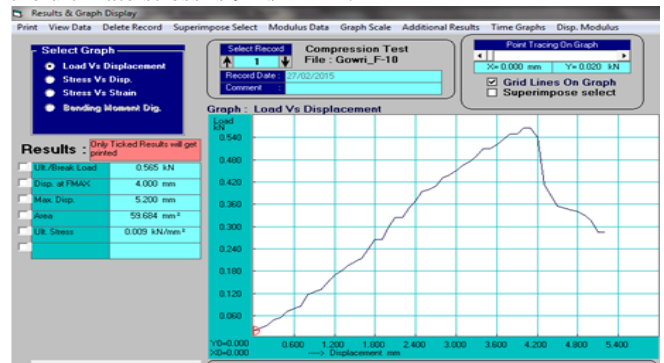 Results & Graph Display
Print View Data Delete Record Superimpose Select Modulus Data Graph Scale Additional Results Time Graphs Disp. Modulus
Select Graph
Load Vs Displacement
Stress Vs Disp.
Stress Vs Strain
Bending Moment Dig.
Select Record
1
Compression Test
File : Gowri_F-10
Record Date : 27/02/2015
Comment :
Point Tracing On Graph
X= 0.000 mm Y= 0.020 kN
Grid Lines On Graph
Superimpose select
Results :
Only Ticked Results will get
printed
Ult./Break Load 0.565 kN
Disp. at FMAX 4.000 mm
Max. Disp. 5.200 mm
Area 59.684 mm²
Ult. Stress 0.009 kN/mm²
Graph : Load Vs Displacement
Load
kN
0.540
0.480
0.420
0.360
0.300
0.240
0.180
0.120
0.060
Y0=0.000
X0=0.000
0.600 1.200 1.800 2.400 3.000 3.600 4.200 4.800 5.400
---> Displacement mm